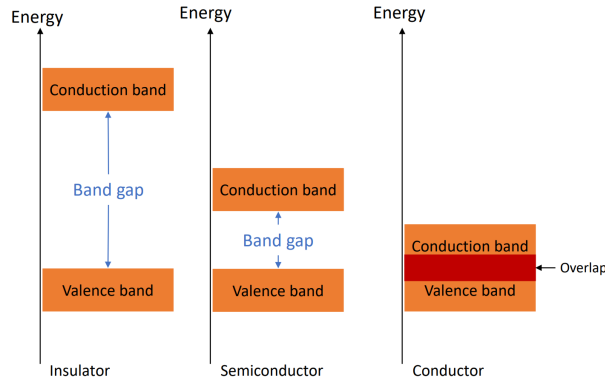 Energy
Conduction band
Band gap
Valence band
Insulator
Energy
Conduction band
Band gap
Valence band
Semiconductor
Energy
Conduction band
Overlap
Valence band
Conductor